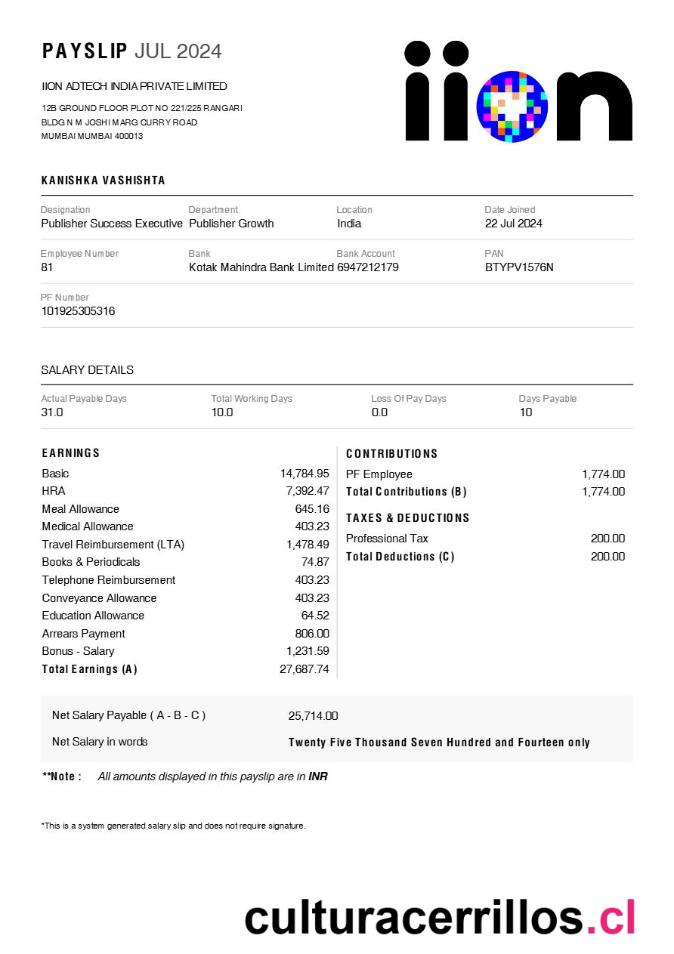 PAYSLIP JUL 2024
iion
IION ADTECH INDIA PRIVATE LIMITED
12B GROUND FLOOR PLOT NO 221/225 RANGARI
BLDG N M JOSHI MARG CURRY ROAD
MUMBAI MUMBAI 400013
KANISHKA VASHISHTA
Designation Department Location Date Joined
Publisher Success Executive Publisher Growth India 22 Jul 2024
Employee Number Bank Bank Account PAN
81 Kotak Mahindra Bank Limited 6947212179 BTYPV1576N
PF Number
101925305316
SALARY DETAILS
Actual Payable Days Total Working Days Loss Of Pay Days Days Payable
31.0 10.0 0.0 10
EARNINGS
Basic 14,784.95
HRA 7,392.47
Meal Allowance 645.16
Medical Allowance 403.23
Travel Reimbursement (LTA) 1,478.49
Books & Periodicals 74.87
Telephone Reimbursement 403.23
Conveyance Allowance 403.23
Education Allowance 64.52
Arrears Payment 806.00
Bonus - Salary 1,231.59
Total Earnings (A) 27,687.74
CONTRIBUTIONS
PF Employee 1,774.00
Total Contributions (B) 1,774.00
TAXES & DEDUCTIONS
Professional Tax 200.00
Total Deductions (C) 200.00
Net Salary Payable ( A - B - C ) 25,714.00
Net Salary in words Twenty Five Thousand Seven Hundred and Fourteen only
**Note : All amounts displayed in this payslip are in INR
*This is a system generated salary slip and does not require signature.
culturacerrillos.cl